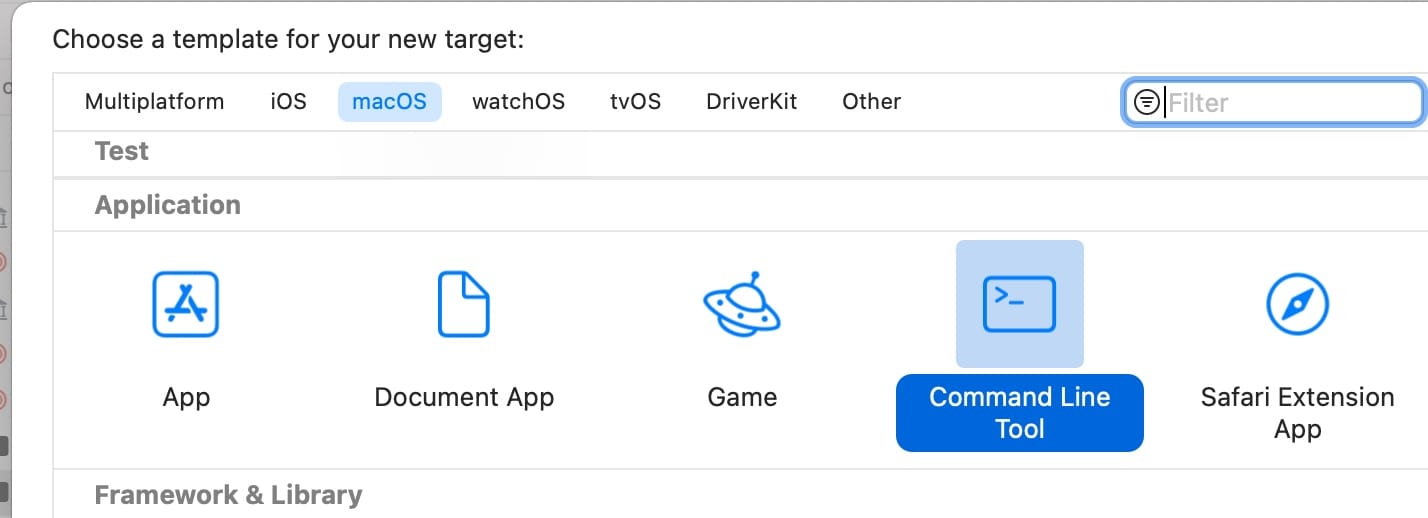 Choose a template for your new target:
Multiplatform iOS macOS watchOS tvOS DriverKit Other Filter
Test
Application
App Document App Game Command Line Tool Safari Extension App
Framework & Library